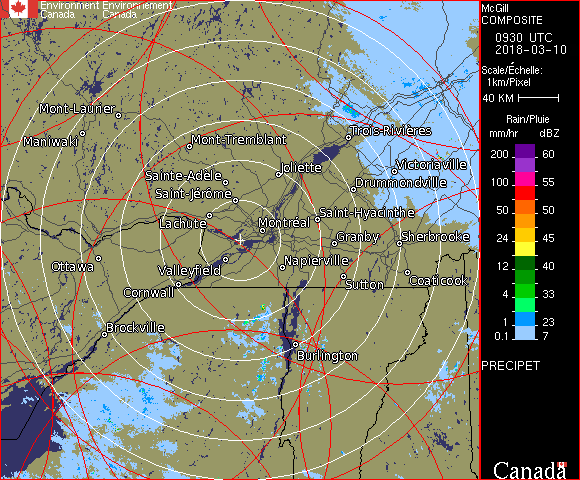 Environment Environnement
Canada Canada
McGill
COMPOSITE
0930 UTC
2018-03-10
Scale/Échelle:
1km/Pixel
40 KM
Rain/Pluie
mm/hr dBZ
200 60
100 55
50 50
24 45
12 40
4 33
1 23
0.1 7
PRECIPET
Canada
Mont-Laurier
Maniwaki
Mont-Tremblant
Trois-Rivières
Sainte-Adèle
Joliette
Victoriaville
Saint-Jérôme
Drummondville
Lachute
Montréal
Saint-Hyacinthe
Granby
Sherbrooke
Ottawa
Valleyfield
Napierville
Cornwall
Sutton
Coaticook
Brockville
Burlington